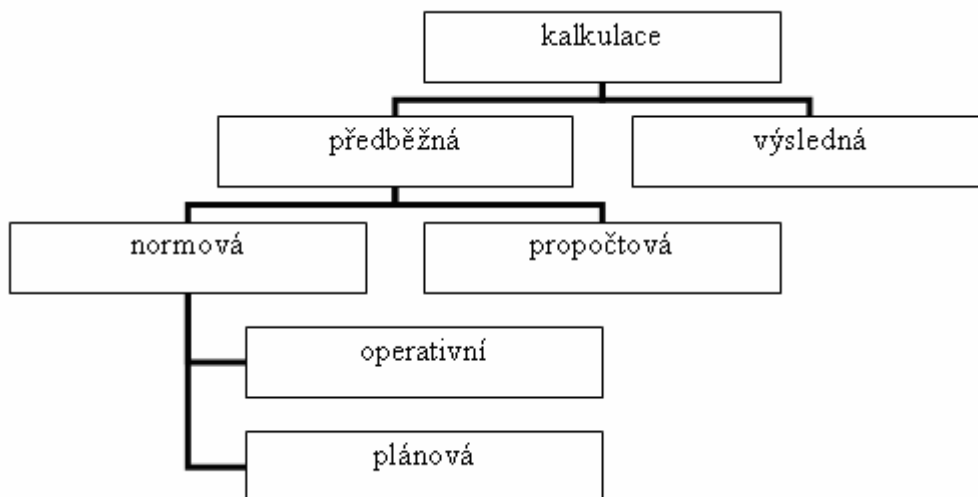 kalkulace
předběžná
výsledná
normová
propočtová
operativní
plánová